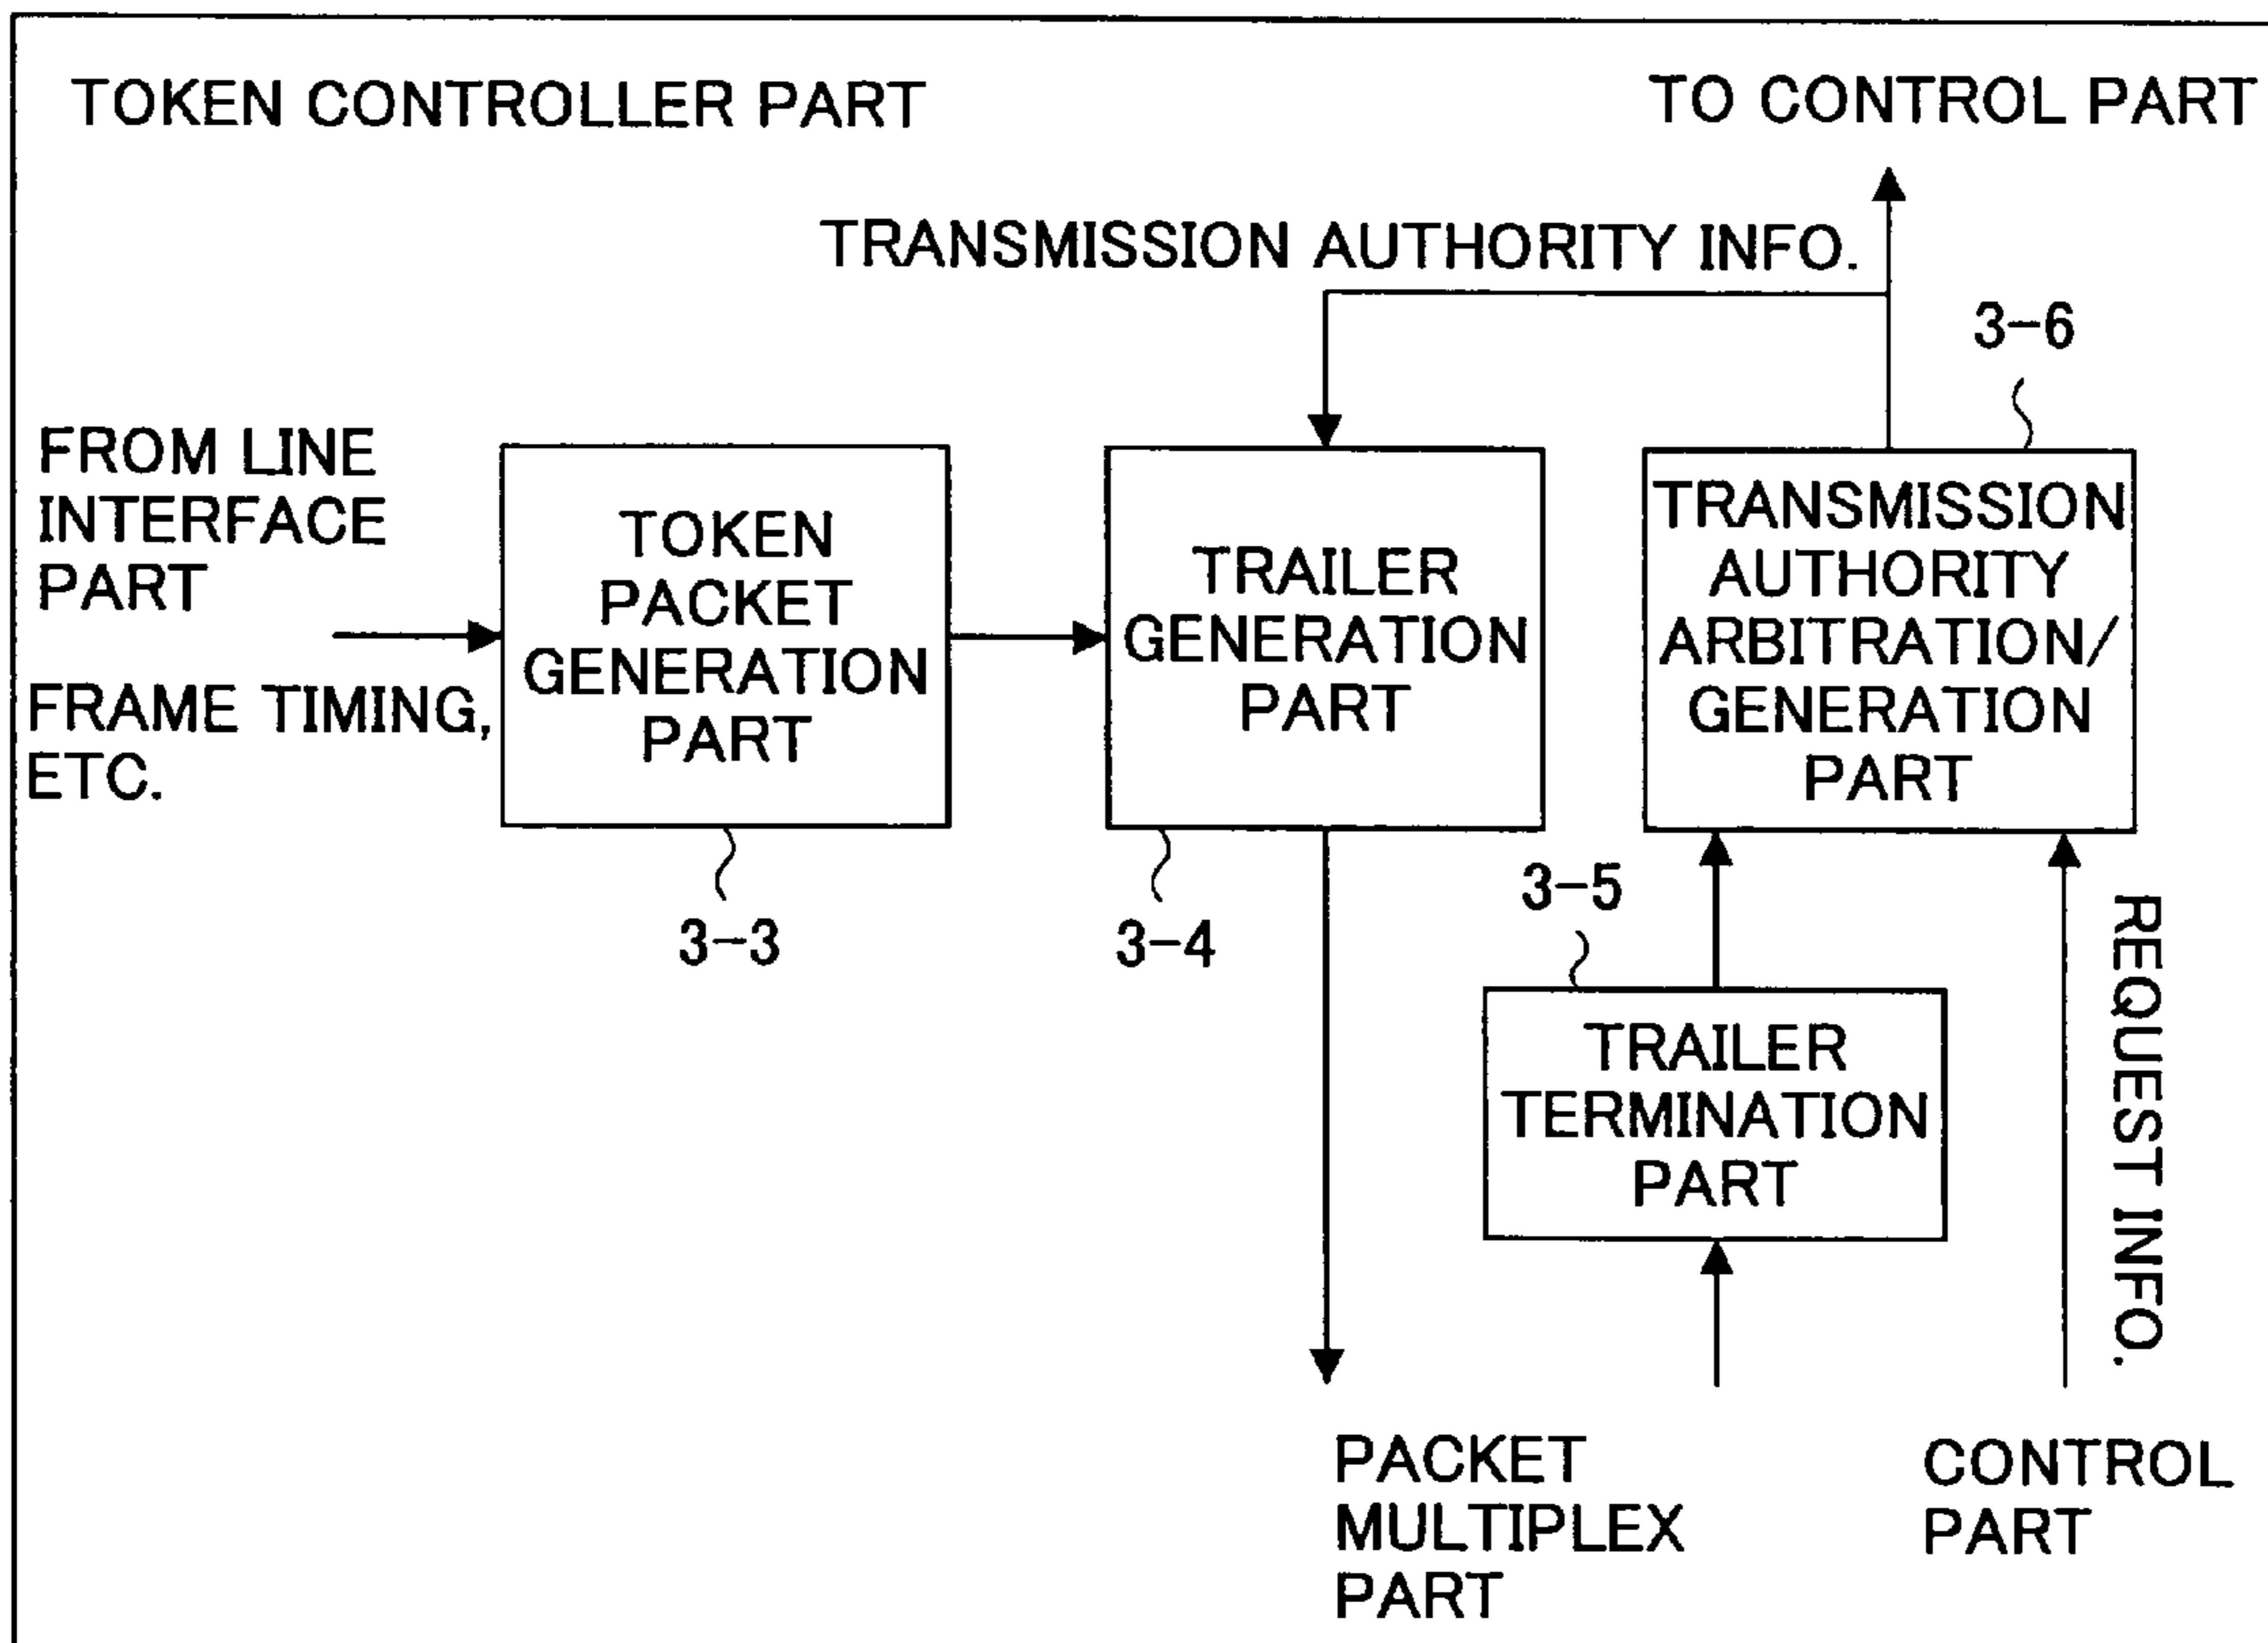 TOKEN CONTROLLER PART
TO CONTROL PART
TRANSMISSION AUTHORITY INFO.
3-6
FROM LINE
INTERFACE
PART
FRAME TIMING,
ETC.
TOKEN
PACKET
GENERATION
PART
3-3
TRAILER
GENERATION
PART
3-4
TRANSMISSION
AUTHORITY
ARBITRATION/
GENERATION
PART
3-5
TRAILER
TERMINATION
PART
REQUEST INFO.
PACKET
MULTIPLEX
PART
CONTROL
PART